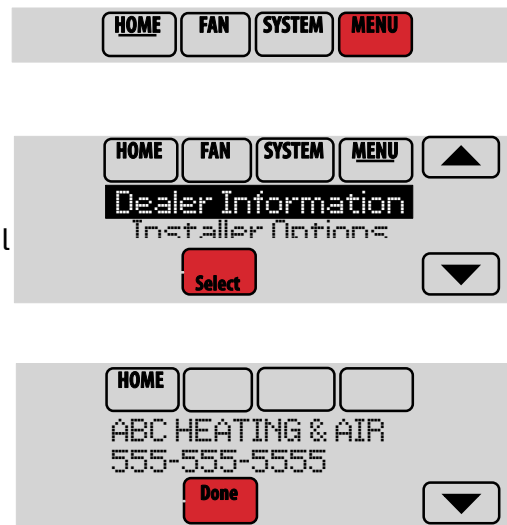 HOME FAN SYSTEM MENU
HOME FAN SYSTEM MENU
Dealer Information
Installer Options
l
Select
HOME
ABC HEATING & AIR
555-555-5555
Done